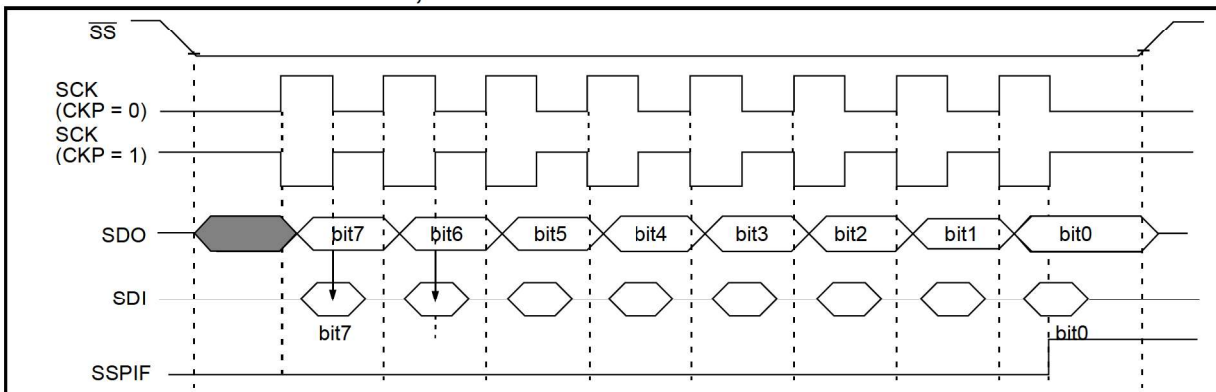 SS
SCK
(CKP = 0)
SCK
(CKP = 1)
SDO bit7 bit6 bit5 bit4 bit3 bit2 bit1 bit0
SDI
bit7 bit0
SSPIF